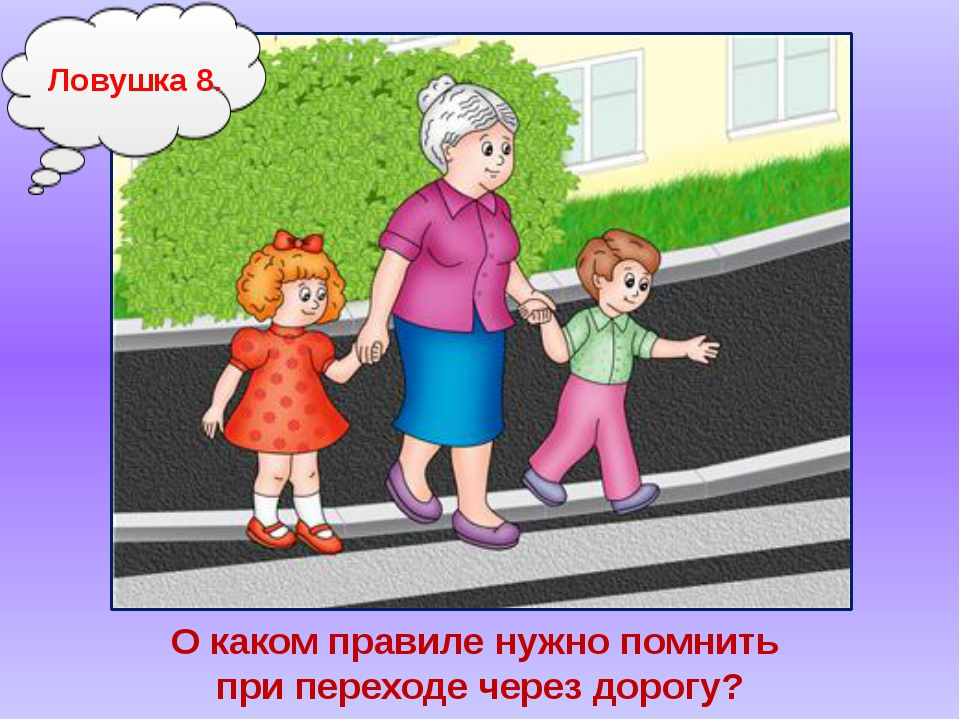 Ловушка 8.
О каком правиле нужно помнить
при переходе через дорогу?